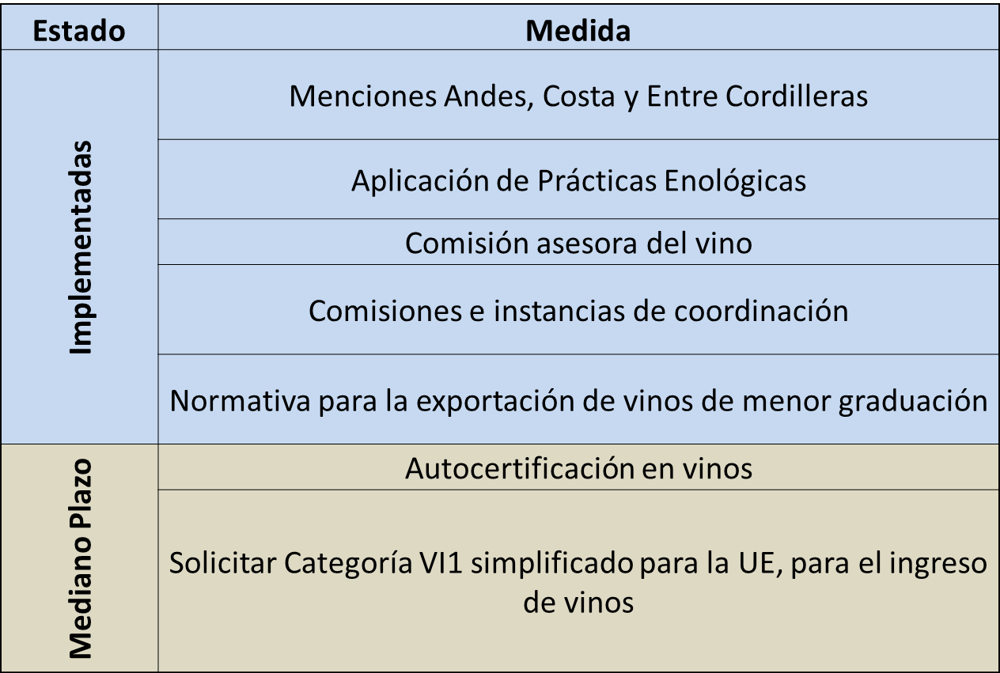 Estado
Medida
Implementadas
Menciones Andes, Costa y Entre Cordilleras
Aplicación de Prácticas Enológicas
Comisión asesora del vino
Comisiones e instancias de coordinación
Normativa para la exportación de vinos de menor graduación
Mediano Plazo
Autocertificación en vinos
Solicitar Categoría VI1 simplificado para la UE, para el ingreso
de vinos